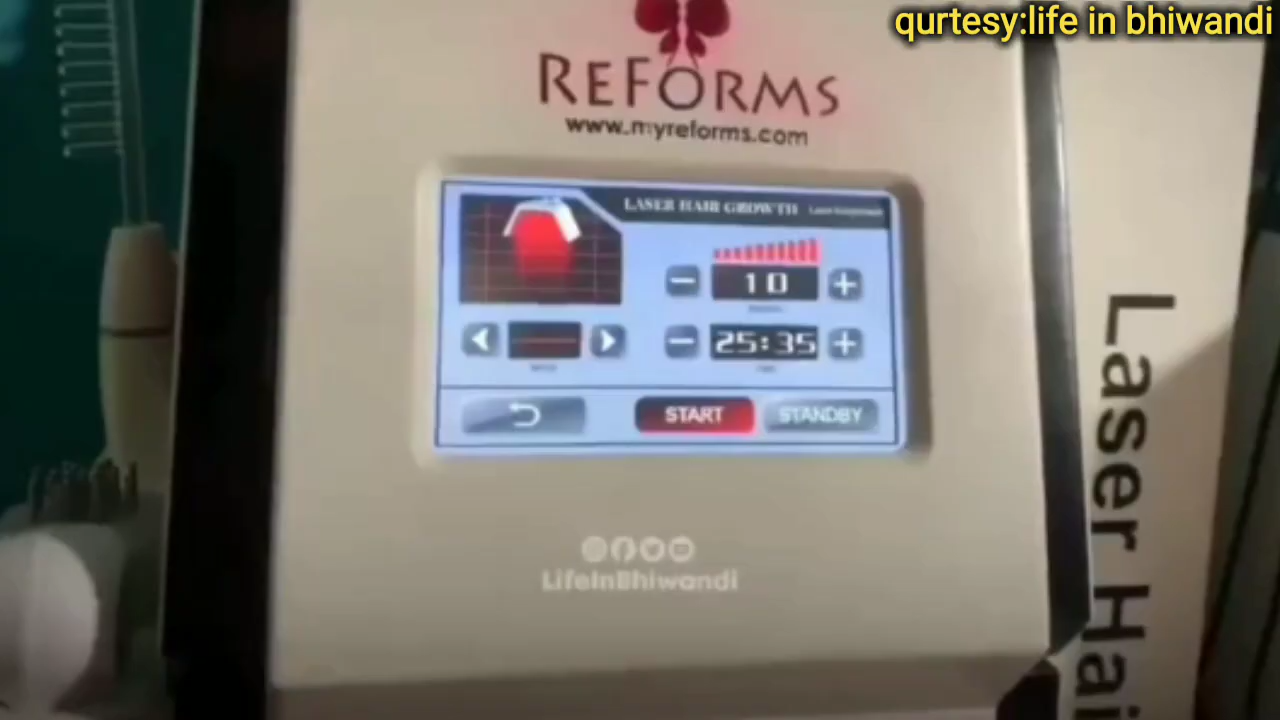 qurtesy:life in bhiwandi
REFORMS
www.myreforms.com
LASER HAIR GROWTH
10
25:35
START
STANDBY
LifeInBhiwandi
Laser Hai